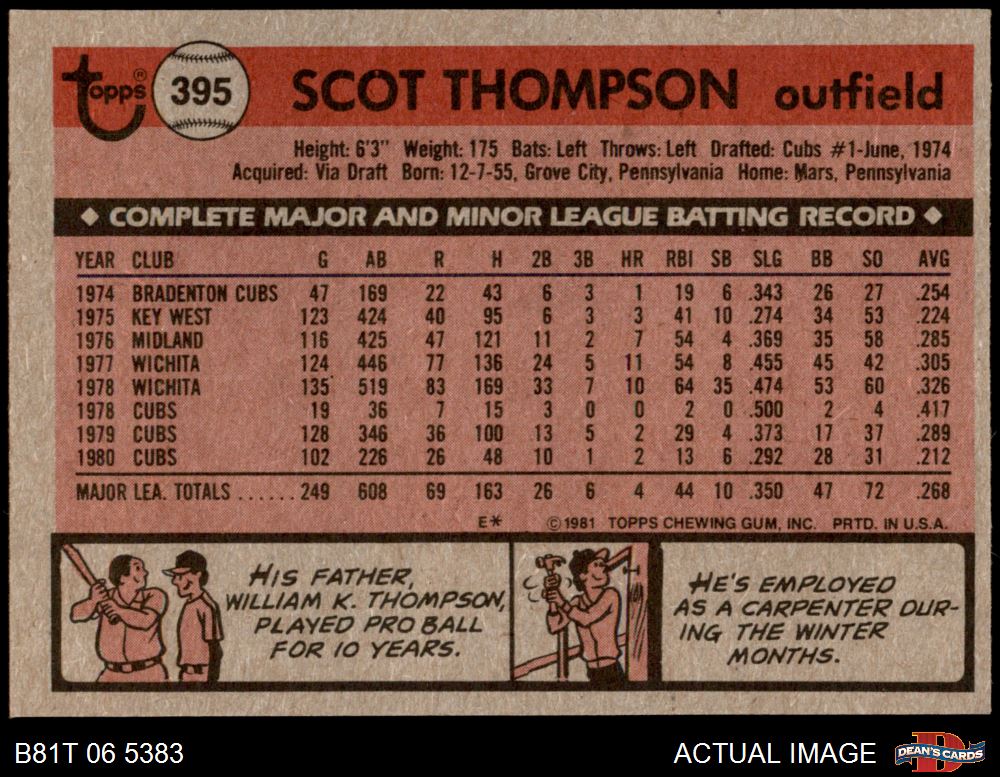 topps® 395 SCOT THOMPSON outfield
Height: 6'3" Weight: 175 Bats: Left Throws: Left Drafted: Cubs #1-June, 1974
Acquired: Via Draft Born: 12-7-55, Grove City, Pennsylvania Home: Mars, Pennsylvania
◆ COMPLETE MAJOR AND MINOR LEAGUE BATTING RECORD ◆
YEAR CLUB G AB R H 2B 3B HR RBI SB SLG BB SO AVG
1974 BRADENTON CUBS 47 169 22 43 6 3 1 19 6 .343 26 27 .254
1975 KEY WEST 123 424 40 95 6 3 3 41 10 .274 34 53 .224
1976 MIDLAND 116 425 47 121 11 2 7 54 4 .369 35 58 .285
1977 WICHITA 124 446 77 136 24 5 11 54 8 .455 45 42 .305
1978 WICHITA 135 519 83 169 33 7 10 64 35 .474 53 60 .326
1978 CUBS 19 36 7 15 3 0 0 2 0 .500 2 4 .417
1979 CUBS 128 346 36 100 13 5 2 29 4 .373 17 37 .289
1980 CUBS 102 226 26 48 10 1 2 13 6 .292 28 31 .212
MAJOR LEA. TOTALS ...... 249 608 69 163 26 6 4 44 10 .350 47 72 .268
E* © 1981 TOPPS CHEWING GUM, INC. PRTD. IN U.S.A.
HIS FATHER,
WILLIAM K. THOMPSON,
PLAYED PRO BALL
FOR 10 YEARS.
HE'S EMPLOYED
AS A CARPENTER DUR-
ING THE WINTER
MONTHS.
B81T 06 5383 ACTUAL IMAGE DEAN'S CARDS